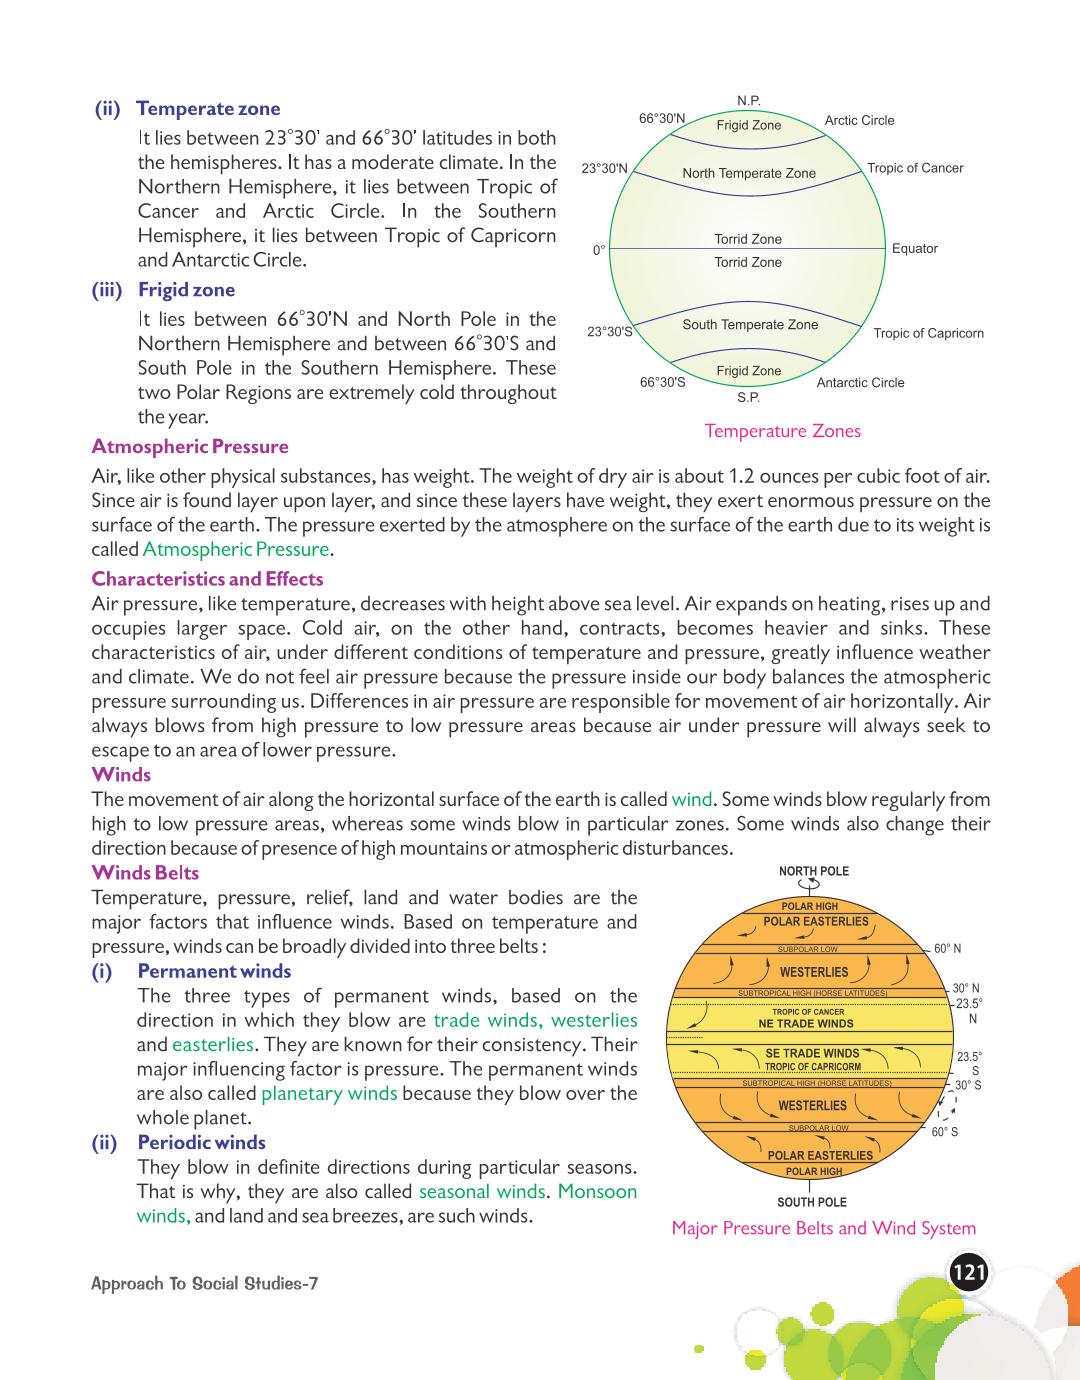 (ii) Temperate zone
It lies between 23°30' and 66°30' latitudes in both
the hemispheres. It has a moderate climate. In the
Northern Hemisphere, it lies between Tropic of
Cancer and Arctic Circle. In the Southern
Hemisphere, it lies between Tropic of Capricorn
and Antarctic Circle.
(iii) Frigid zone
It lies between 66°30'N and North Pole in the
Northern Hemisphere and between 66°30'S and
South Pole in the Southern Hemisphere. These
two Polar Regions are extremely cold throughout
the year.
N.P.
66°30'N
Frigid Zone
Arctic Circle
23°30'N
North Temperate Zone
Tropic of Cancer
Torrid Zone
0°
Equator
Torrid Zone
23°30'S
South Temperate Zone
Tropic of Capricorn
Frigid Zone
66°30'S
Antarctic Circle
S.P.
Temperature Zones
Atmospheric Pressure
Air, like other physical substances, has weight. The weight of dry air is about 1.2 ounces per cubic foot of air.
Since air is found layer upon layer, and since these layers have weight, they exert enormous pressure on the
surface of the earth. The pressure exerted by the atmosphere on the surface of the earth due to its weight is
called Atmospheric Pressure.
Characteristics and Effects
Air pressure, like temperature, decreases with height above sea level. Air expands on heating, rises up and
occupies larger space. Cold air, on the other hand, contracts, becomes heavier and sinks. These
characteristics of air, under different conditions of temperature and pressure, greatly influence weather
and climate. We do not feel air pressure because the pressure inside our body balances the atmospheric
pressure surrounding us. Differences in air pressure are responsible for movement of air horizontally. Air
always blows from high pressure to low pressure areas because air under pressure will always seek to
escape to an area of lower pressure.
Winds
The movement of air along the horizontal surface of the earth is called wind. Some winds blow regularly from
high to low pressure areas, whereas some winds blow in particular zones. Some winds also change their
direction because of presence of high mountains or atmospheric disturbances.
Winds Belts
Temperature, pressure, relief, land and water bodies are the
major factors that influence winds. Based on temperature and
pressure, winds can be broadly divided into three belts :
(i) Permanent winds
The three types of permanent winds, based on the
direction in which they blow are trade winds, westerlies
and easterlies. They are known for their consistency. Their
major influencing factor is pressure. The permanent winds
are also called planetary winds because they blow over the
whole planet.
(ii) Periodic winds
They blow in definite directions during particular seasons.
That is why, they are also called seasonal winds. Monsoon
winds, and land and sea breezes, are such winds.
NORTH POLE
POLAR HIGH
POLAR EASTERLIES
SUBPOLAR LOW
60° N
WESTERLIES
30° N
SUBTROPICAL HIGH (HORSE LATITUDES)
23.5°
N
TROPIC OF CANCER
NE TRADE WINDS
SE TRADE WINDS
23.5°
S
TROPIC OF CAPRICORM
SUBTROPICAL HIGH (HORSE LATITUDES)
30° S
WESTERLIES
SUBPOLAR LOW
60° S
POLAR EASTERLIES
POLAR HIGH
SOUTH POLE
Major Pressure Belts and Wind System
Approach To Social Studies-7
121